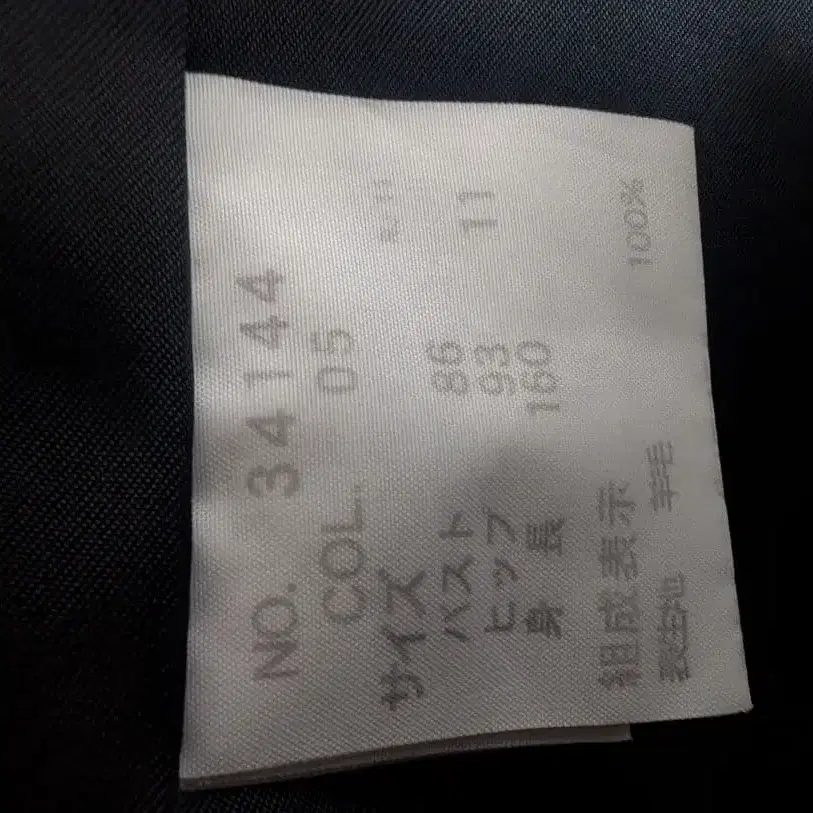 NO. 34144
COL. 05
サイズ
バスト 86 11
ヒップ 93
身長 160
組成表示
表生地 羊毛 100%